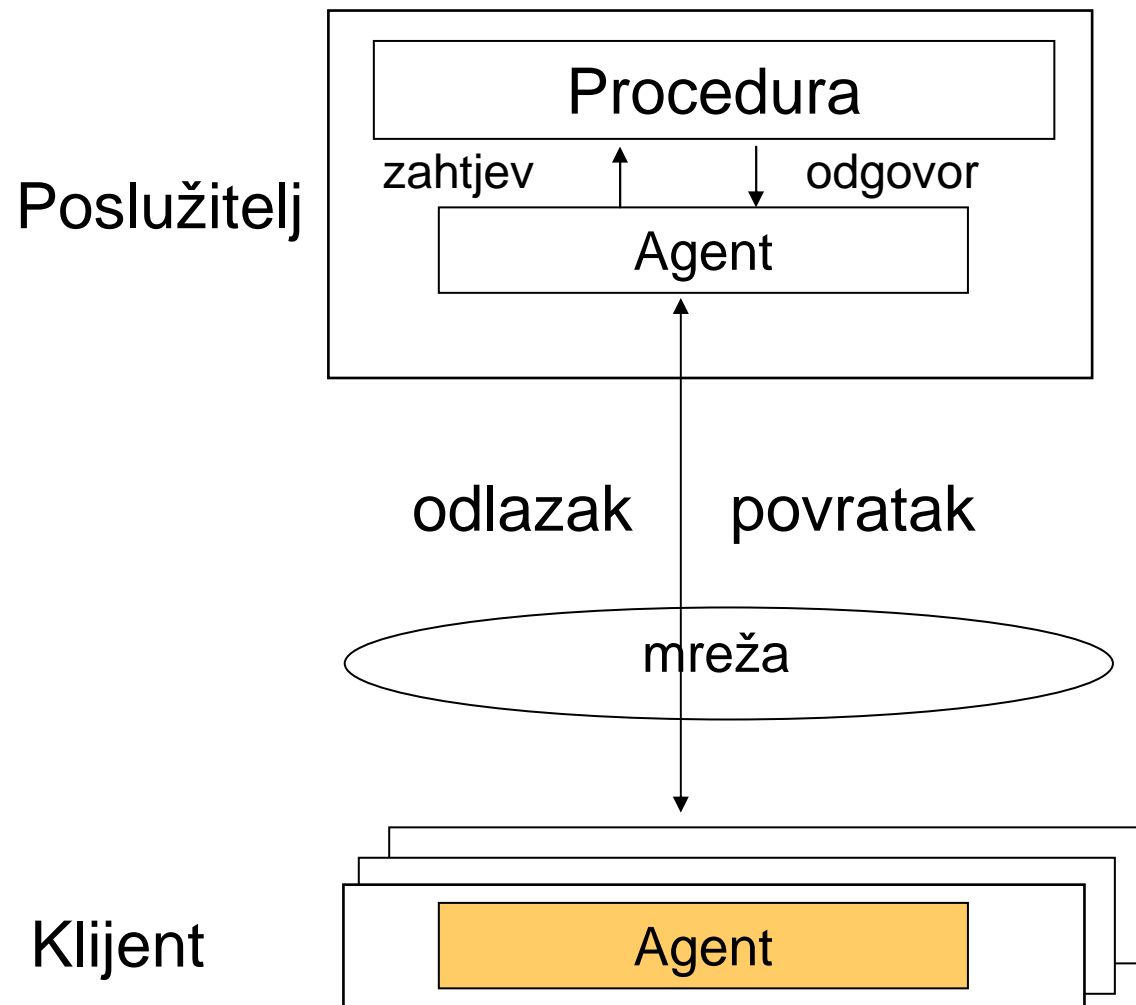 Procedura
zahtjev
odgovor
Poslužitelj
Agent
odlazak
povratak
mreža
Klijent
Agent